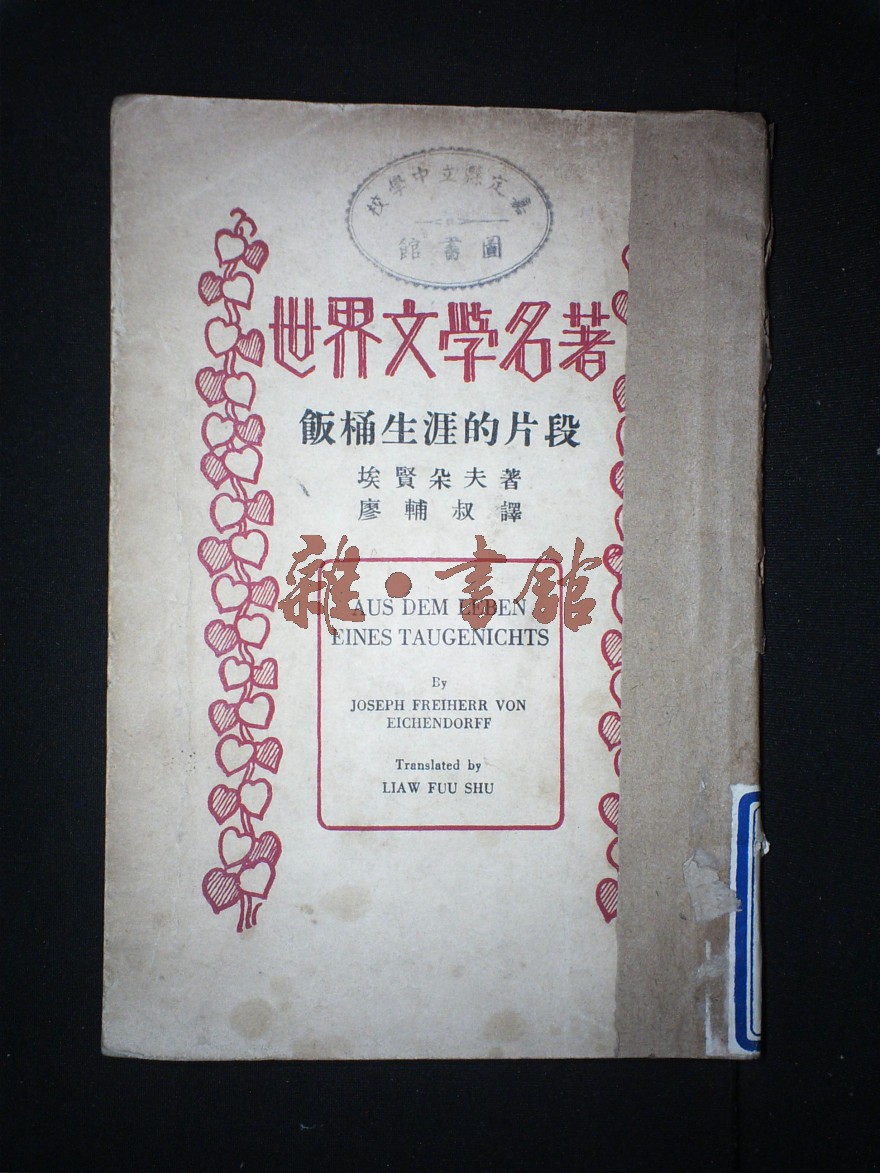 嘉定縣立中學校
圖書館
世界文學名著
飯桶生涯的片段
埃賢朵夫著
廖輔叔譯
雜·書館
AUS DEM LEBEN
EINES TAUGENICHTS
By
JOSEPH FREIHERR VON
EICHENDORFF
Translated by
LIAW FUU SHU